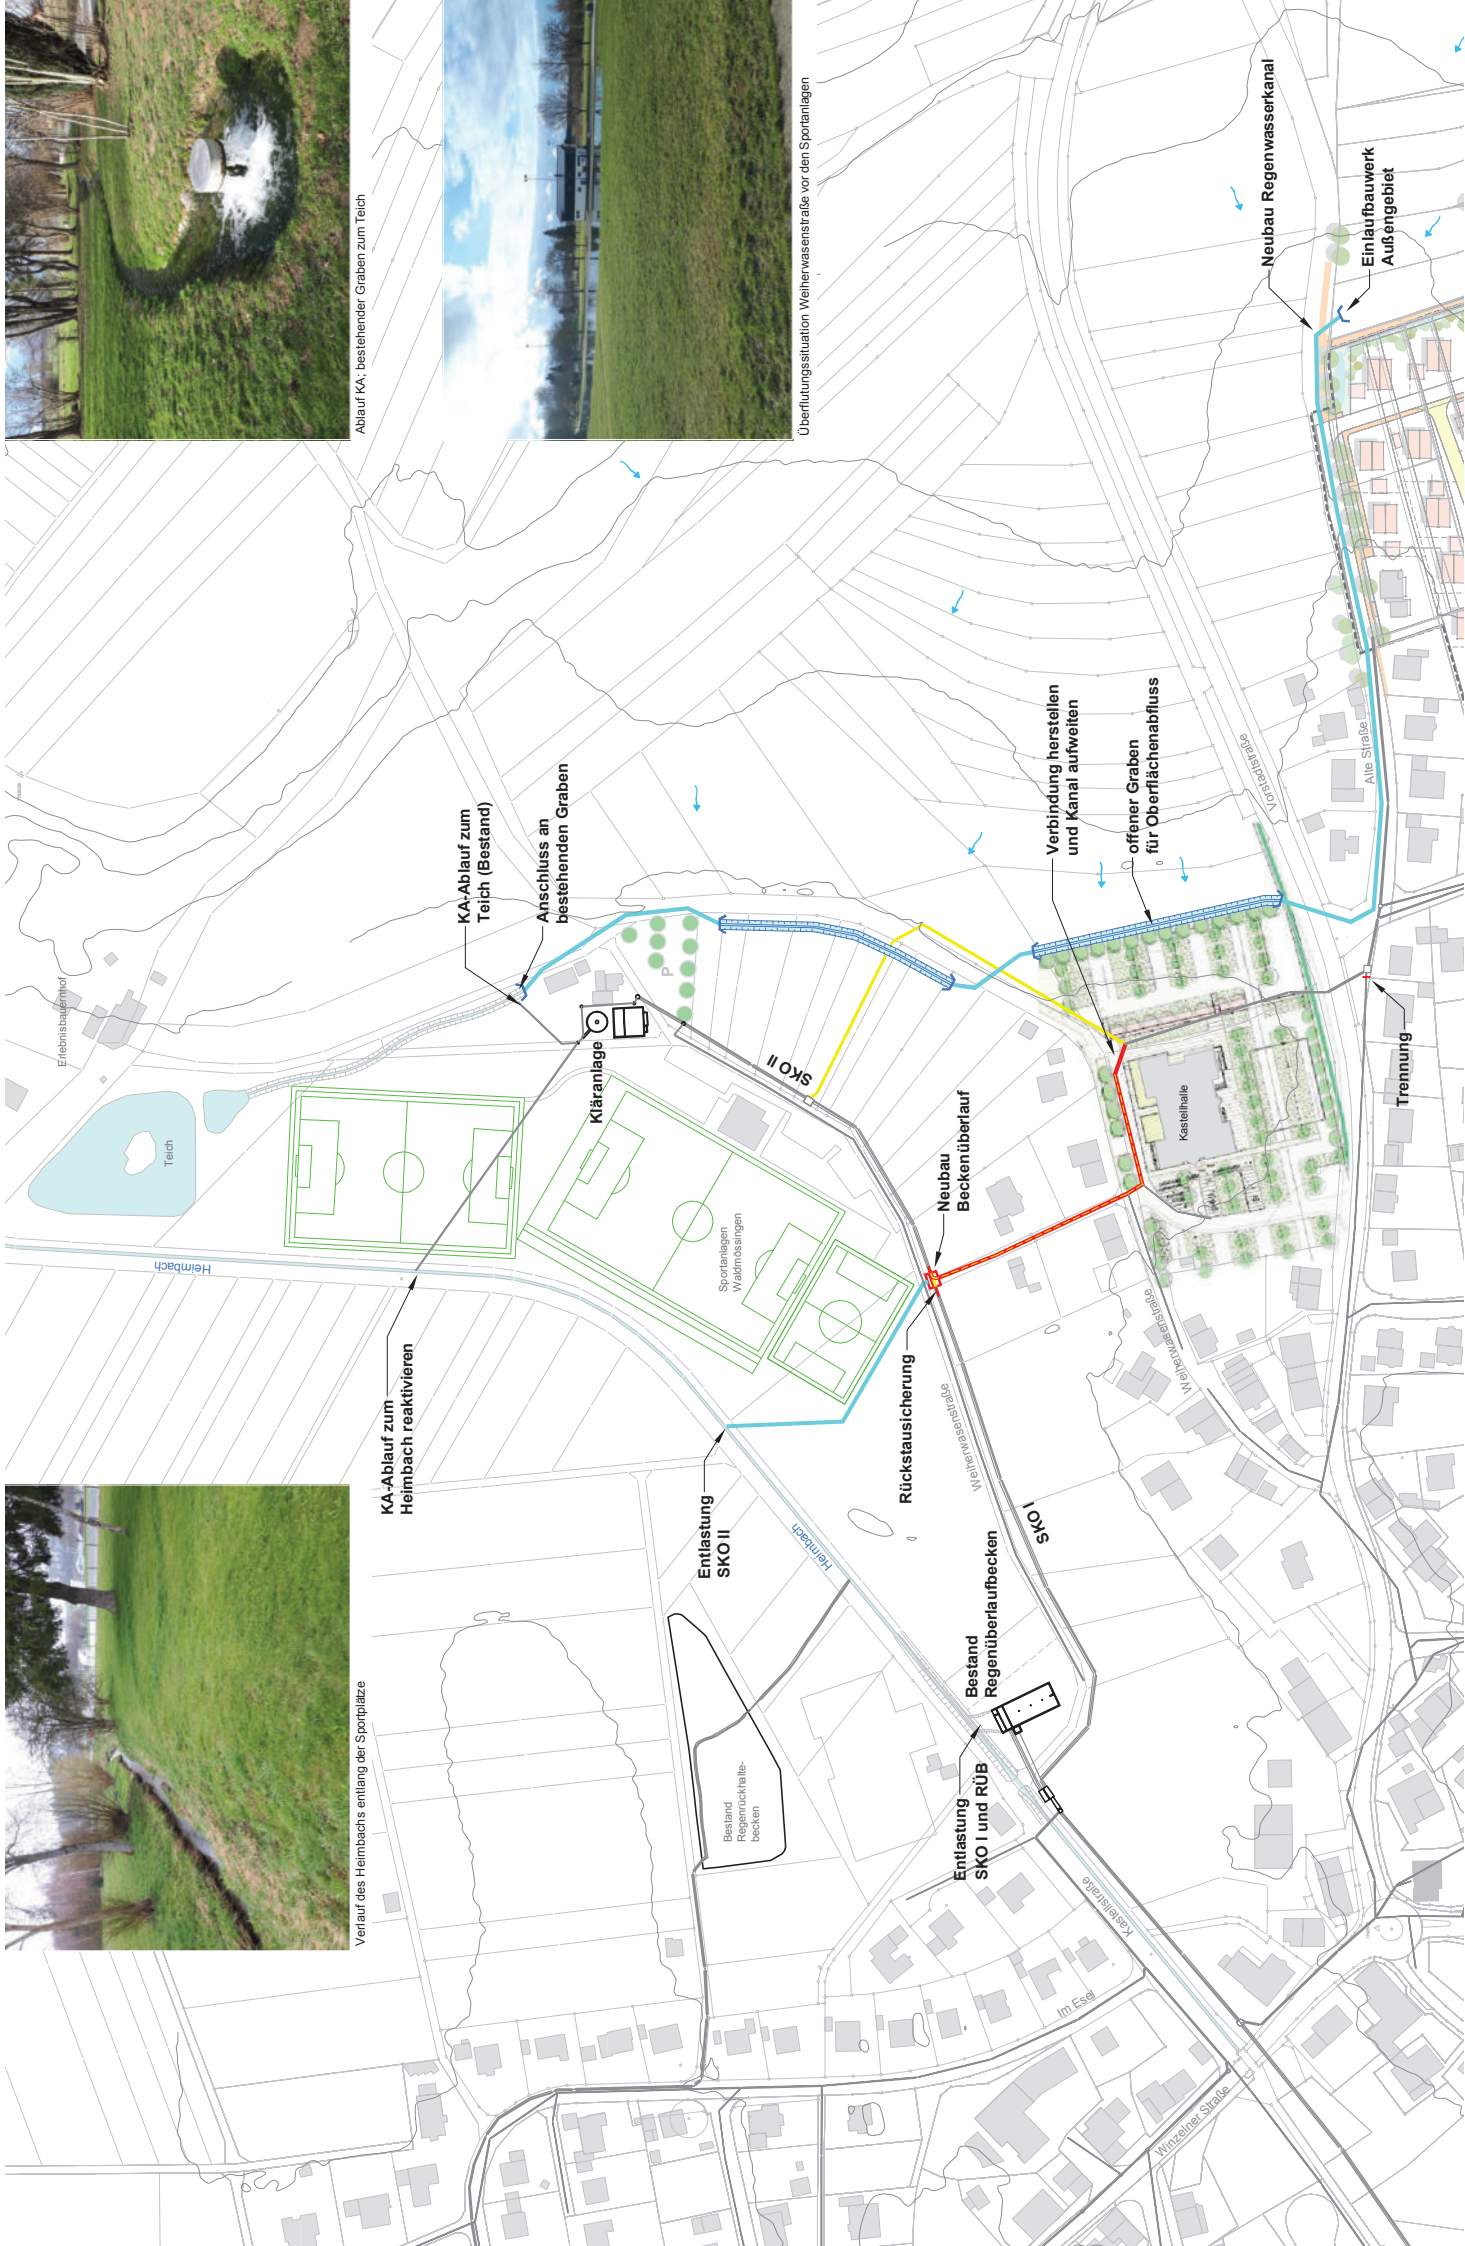 Verlauf des Heimbachs entlang der Sportplätze
Ablauf KA; bestehender Graben zum Teich
Überflutungssituation Weiherwasenstraße vor den Sportanlagen
Erlebnisbauernhof
Teich
Heimbach
KA-Ablauf zum
Heimbach reaktivieren
KA-Ablauf zum
Teich (Bestand)
Anschluss an
bestehenden Graben
Kläranlage
P
SKO II
Sportanlagen
Waldmössingen
Entlastung
SKO II
Heimbach
Bestand
Regenrückhalte-
becken
Rückstausicherung
Neubau
Beckenüberlauf
Weiherwasenstraße
SKO I
Bestand
Regenüberlaufbecken
Entlastung
SKO I und RÜB
Verbindung herstellen
und Kanal aufweiten
offener Graben
für Oberflächenabfluss
Kastellhalle
Weiherwasenstraße
Vorstadtstraße
Alte Straße
Neubau Regenwasserkanal
Einlaufbauwerk
Außengebiet
Trennung
Kastellstraße
Im Esel
Winzelner Straße